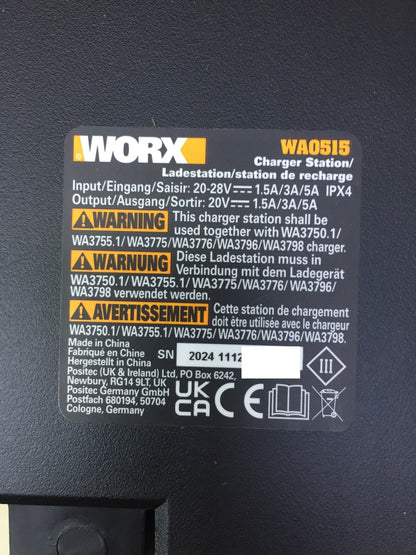 WORX
WA0515
Charger Station/
Ladestation/station de recharge
Input/Eingang/Saisir: 20-28V⎓1.5A/3A/5A IPX4
Output/Ausgang/Sortir: 20V⎓1.5A/3A/5A
WARNING This charger station shall be
used together with WA3750.1/
WA3755.1/ WA3775/WA3776/WA3796/WA3798 charger.
WARNUNG Diese Ladestation muss in
Verbindung mit dem Ladegerät
WA3750.1/ WA3755.1/ WA3775/WA3776/WA3796/
WA3798 verwendet werden.
AVERTISSEMENT Cette station de chargement
doit être utilisée avec le chargeur
WA3750.1/ WA3755.1/ WA3775/WA3776/WA3796/WA3798.
Made in China
Fabriqué en Chine
Hergestellt in China
SN 2024 1112
Positec (UK & Ireland) Ltd, PO Box 6242,
Newbury, RG14 9LT, UK
Positec Germany GmbH
Postfach 680194, 50704
Cologne, Germany
UK
CA
CE
III